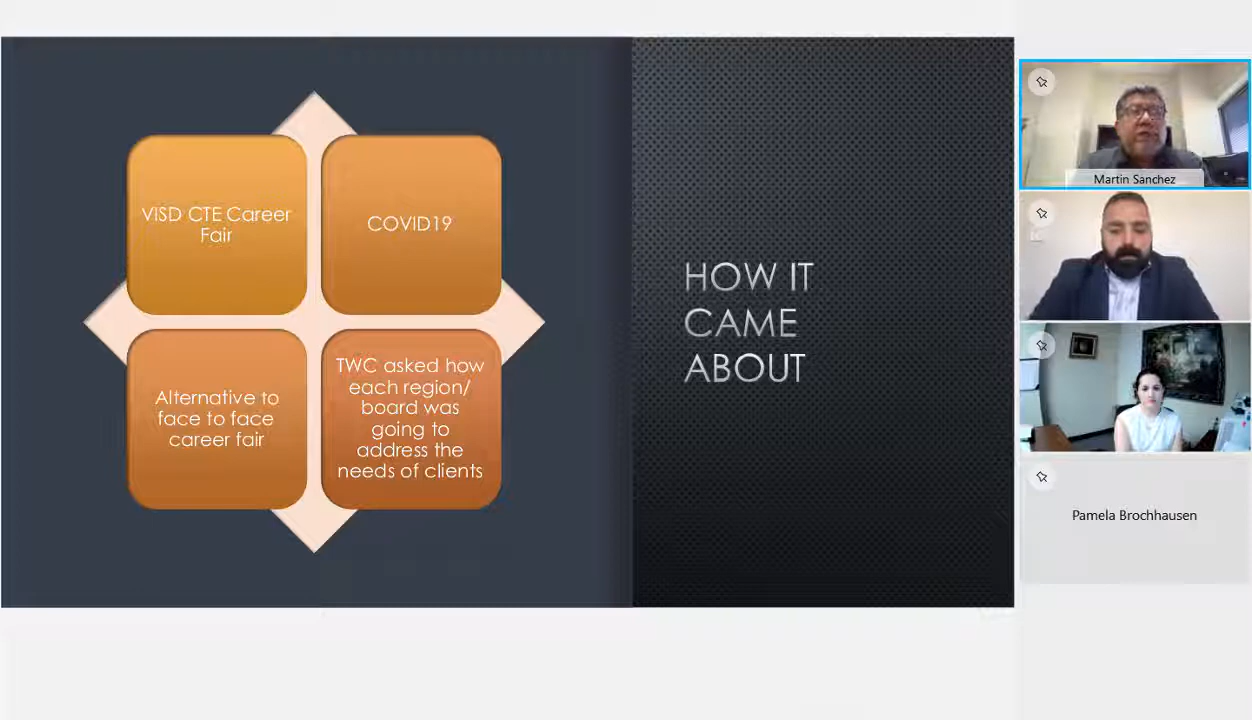 VISD CTE Career
Fair
COVID19
Alternative to
face to face
career fair
TWC asked how
each region/
board was
going to
address the
needs of clients
HOW IT
CAME
ABOUT
Martin Sanchez
Pamela Brochhausen